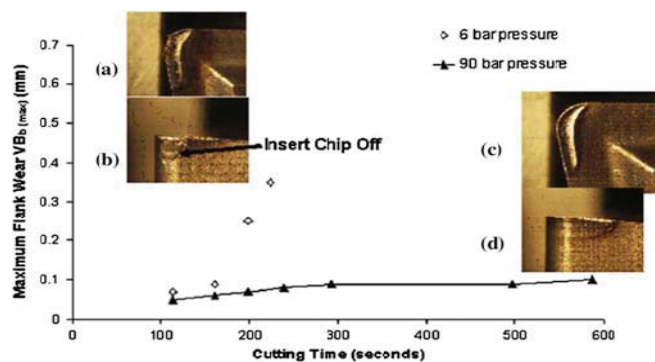 0.7
0.6
0.5
0.4
0.3
0.2
0.1
0
Maximum Flank Wear VBb (max) (mm)
(a)
(b)
Insert Chip Off
6 bar pressure
90 bar pressure
(c)
(d)
0 100 200 300 400 500 600
Cutting Time (seconds)